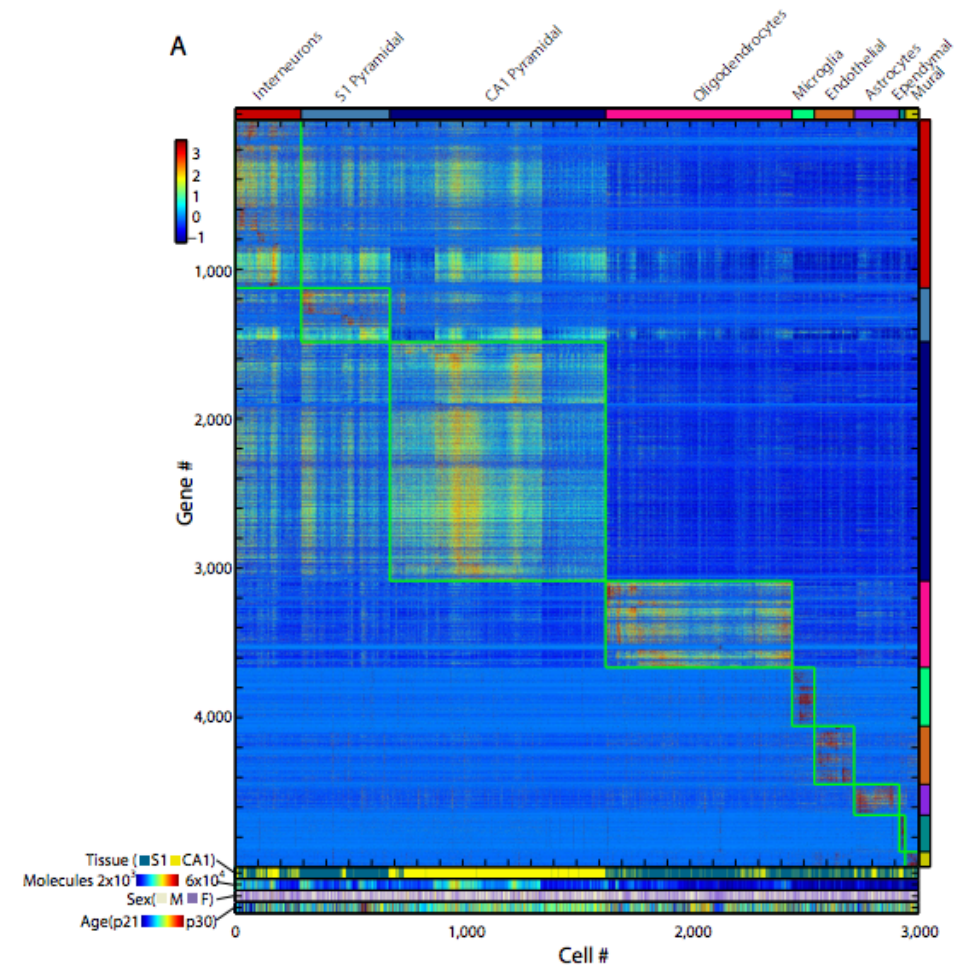 A
Interneurons
S1 Pyramidal
CA1 Pyramidal
Oligodendrocytes
Microglia
Endothelial
Astrocytes
Ependymal
Mural
3
2
1
0
-1
Gene #
1,000
2,000
3,000
4,000
Tissue (S1 CA1)
Molecules 2x10³ 6x10⁴
Sex( M F)
Age(p21 p30)
0 1,000 2,000 3,000
Cell #